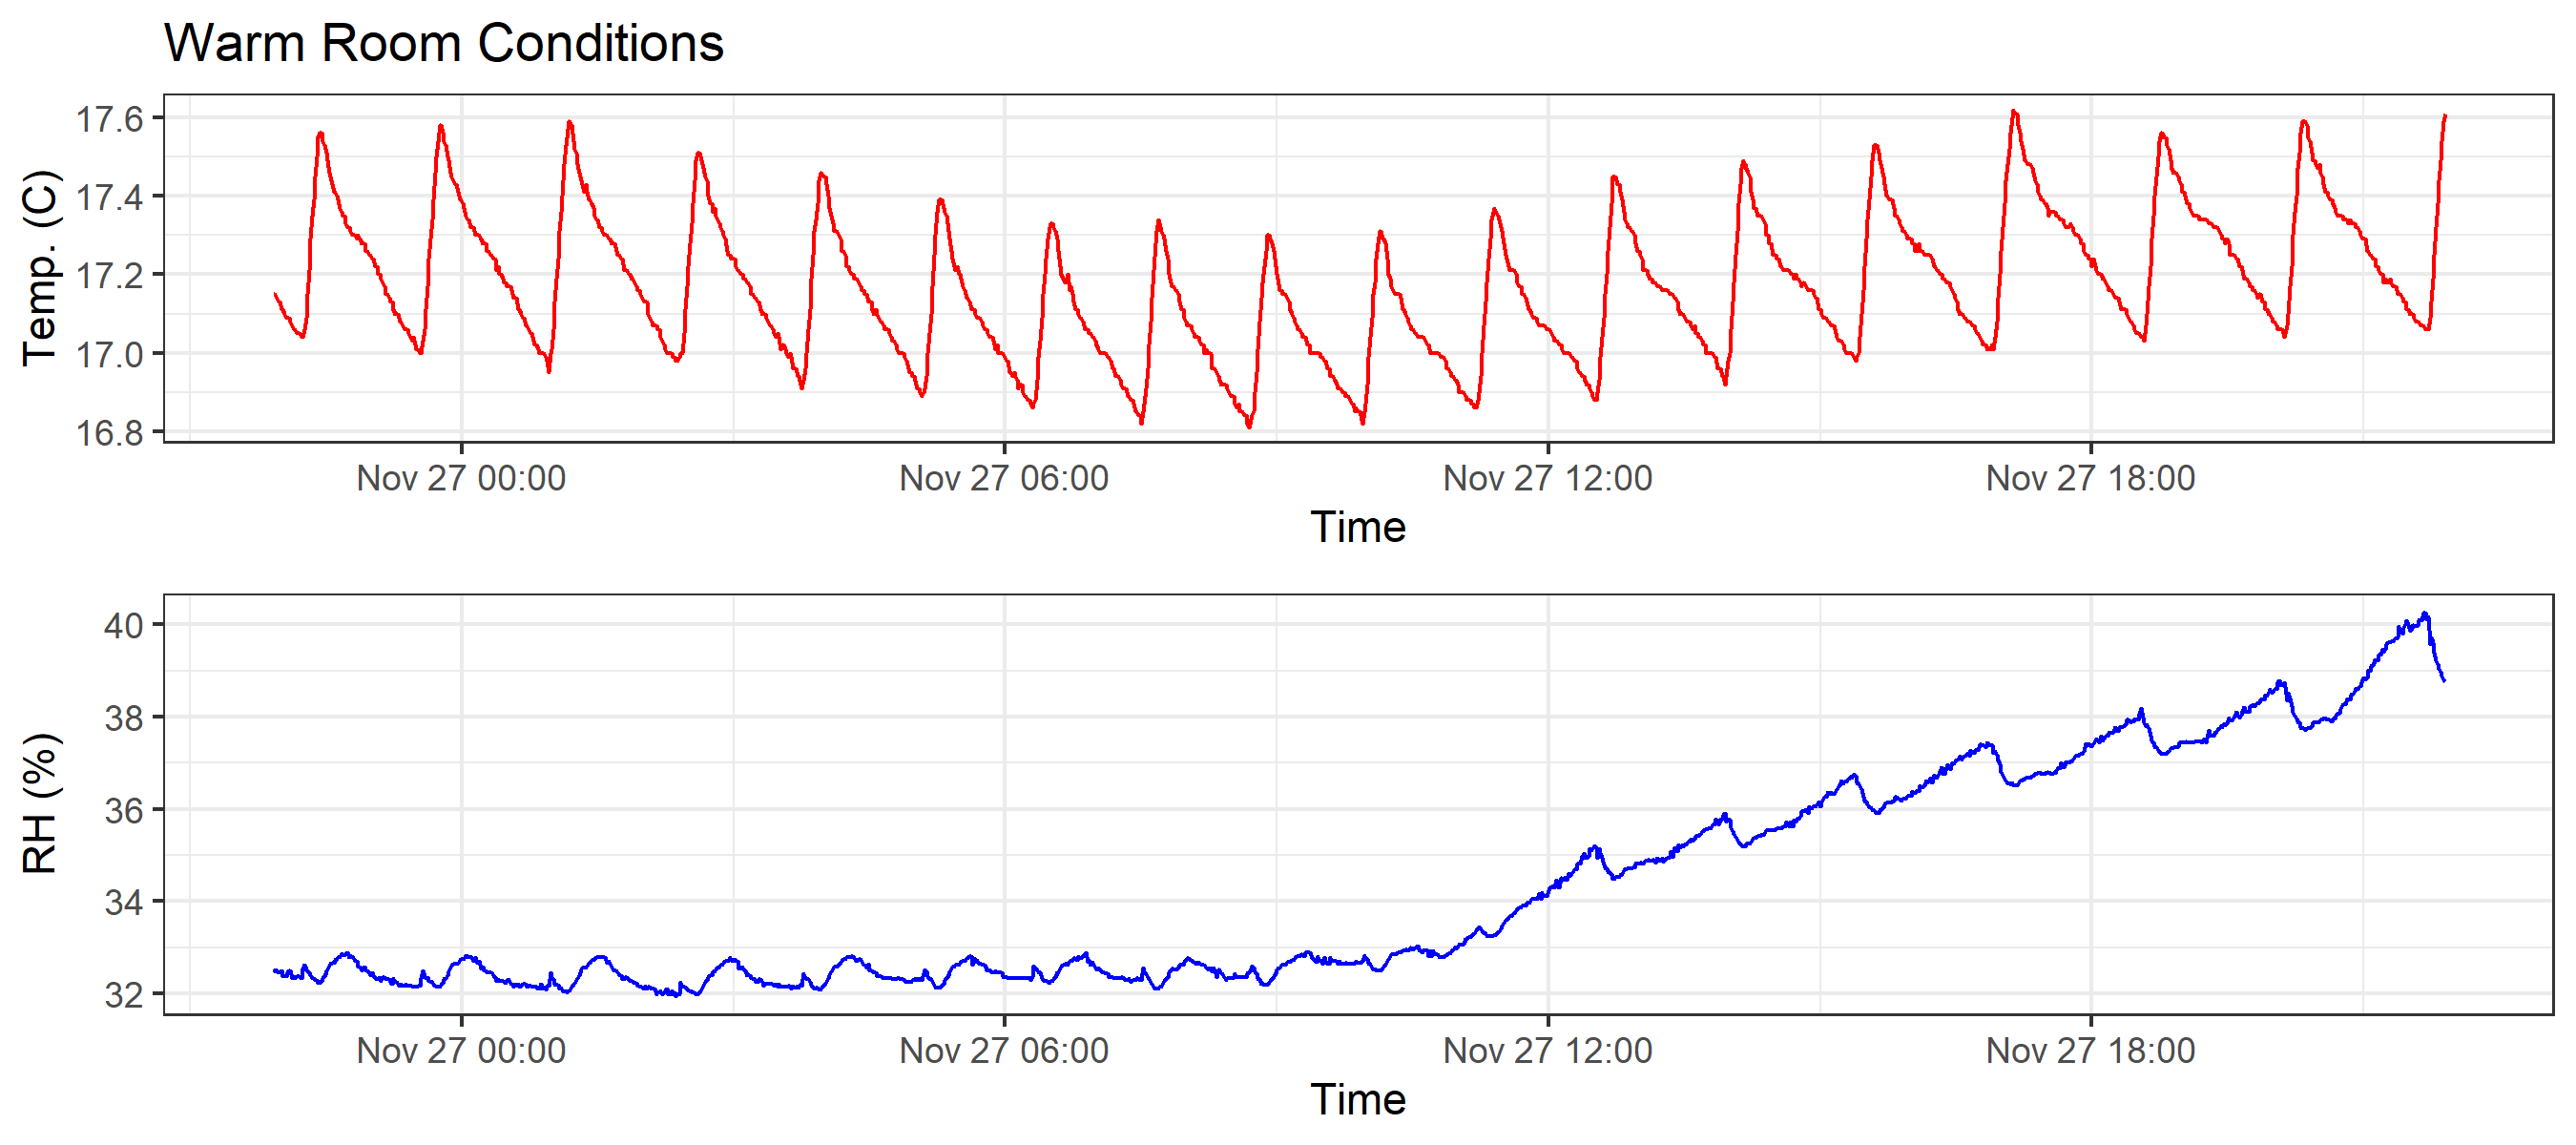 Warm Room Conditions
Temp. (C)
17.6
17.4
17.2
17.0
16.8
Nov 27 00:00 Nov 27 06:00 Nov 27 12:00 Nov 27 18:00
Time
RH (%)
40
38
36
34
32
Nov 27 00:00 Nov 27 06:00 Nov 27 12:00 Nov 27 18:00
Time